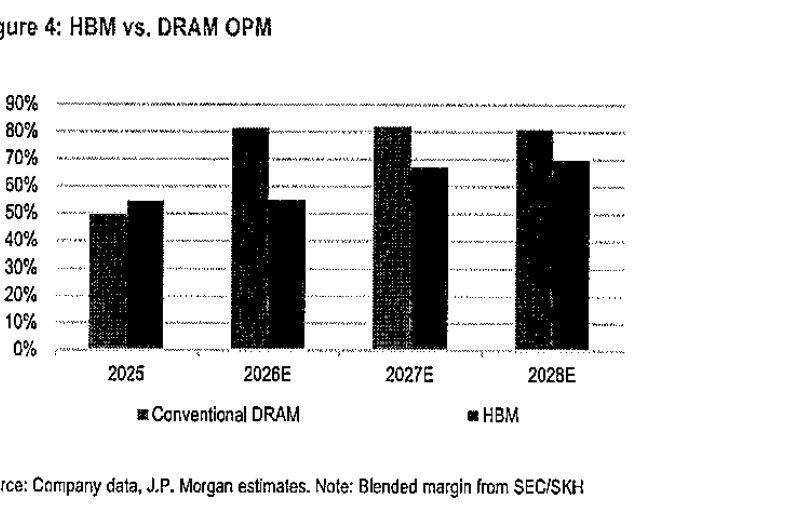 gure 4: HBM vs. DRAM OPM
90%
80%
70%
60%
50%
40%
30%
20%
10%
0%
2025 2026E 2027E 2028E
Conventional DRAM HBM
rce: Company data, J.P. Morgan estimates. Note: Blended margin from SEC/SKH